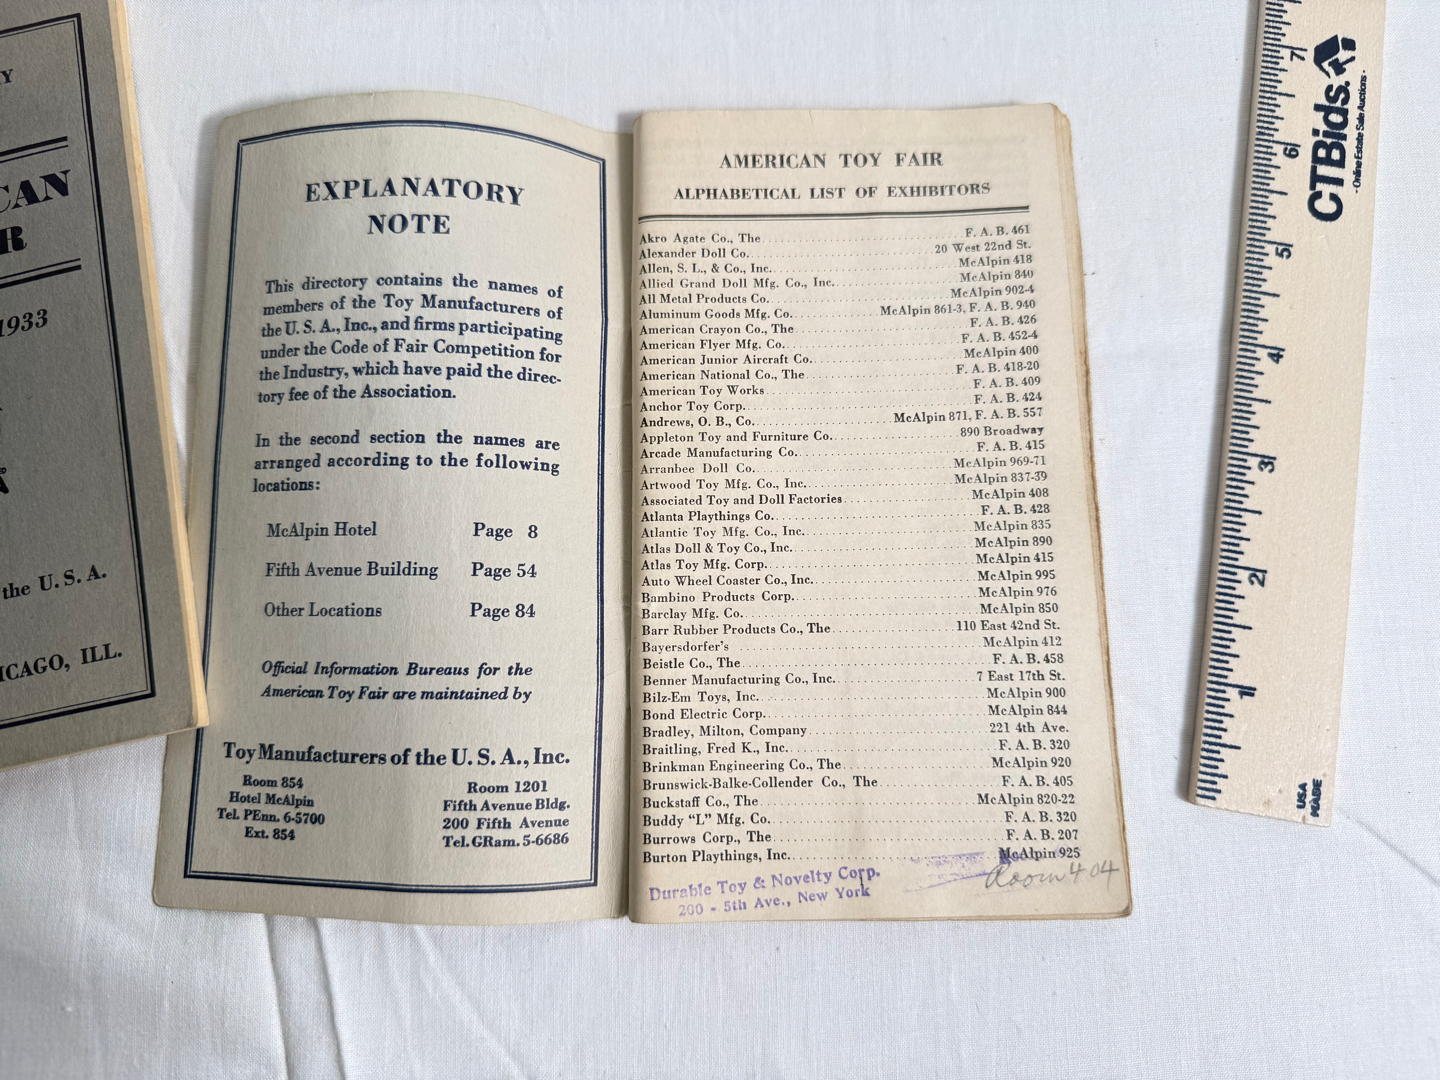 Y
CAN
R
1933
the U. S. A.
ICAGO, ILL.
EXPLANATORY
NOTE
This directory contains the names of
members of the Toy Manufacturers of
the U. S. A., Inc., and firms participating
under the Code of Fair Competition for
the Industry, which have paid the direc-
tory fee of the Association.
In the second section the names are
arranged according to the following
locations:
McAlpin Hotel Page 8
Fifth Avenue Building Page 54
Other Locations Page 84
Official Information Bureaus for the
American Toy Fair are maintained by
Toy Manufacturers of the U. S. A., Inc.
Room 854
Hotel McAlpin
Tel. PEnn. 6-5700
Ext. 854
Room 1201
Fifth Avenue Bldg.
200 Fifth Avenue
Tel. GRam. 5-6686
AMERICAN TOY FAIR
ALPHABETICAL LIST OF EXHIBITORS
Akro Agate Co., The F. A. B. 461
Alexander Doll Co. 20 West 22nd St.
Allen, S. L., & Co., Inc. McAlpin 418
Allied Grand Doll Mfg. Co., Inc. McAlpin 840
All Metal Products Co. McAlpin 902-4
Aluminum Goods Mfg. Co. McAlpin 861-3, F. A. B. 940
American Crayon Co., The F. A. B. 426
American Flyer Mfg. Co. F. A. B. 452-4
American Junior Aircraft Co. McAlpin 400
American National Co., The F. A. B. 418-20
American Toy Works F. A. B. 409
Anchor Toy Corp. F. A. B. 424
Andrews, O. B., Co. McAlpin 871, F. A. B. 557
Appleton Toy and Furniture Co. 890 Broadway
Arcade Manufacturing Co. F. A. B. 415
Arranbee Doll Co. McAlpin 969-71
Artwood Toy Mfg. Co., Inc. McAlpin 837-39
Associated Toy and Doll Factories McAlpin 408
Atlanta Playthings Co. F. A. B. 428
Atlantic Toy Mfg. Co., Inc. McAlpin 835
Atlas Doll & Toy Co., Inc. McAlpin 890
Atlas Toy Mfg. Corp. McAlpin 415
Auto Wheel Coaster Co., Inc. McAlpin 995
Bambino Products Corp. McAlpin 976
Barclay Mfg. Co. McAlpin 850
Barr Rubber Products Co., The 110 East 42nd St.
Bayersdorfer's McAlpin 412
Beistle Co., The F. A. B. 458
Benner Manufacturing Co., Inc. 7 East 17th St.
Bilz-Em Toys, Inc. McAlpin 900
Bond Electric Corp. McAlpin 844
Bradley, Milton, Company 221 4th Ave.
Braitling, Fred K., Inc. F. A. B. 320
Brinkman Engineering Co., The McAlpin 920
Brunswick-Balke-Collender Co., The F. A. B. 405
Buckstaff Co., The McAlpin 820-22
Buddy "L" Mfg. Co. F. A. B. 320
Burrows Corp., The F. A. B. 207
Burton Playthings, Inc. McAlpin 925
Durable Toy & Novelty Corp.
200 - 5th Ave., New York
Room 404
7
6
5
4
3
2
1
CTBids.
- Online Estate Sale Auctions -
USA
MADE